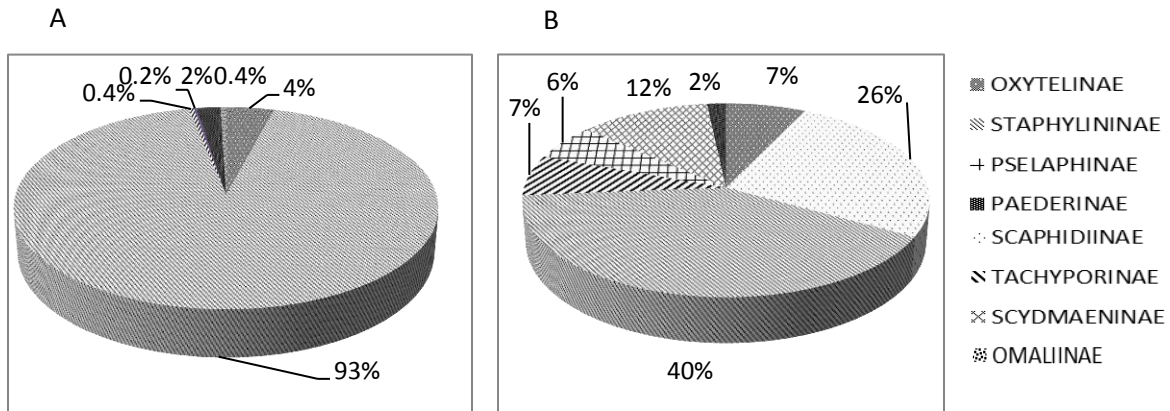 A
B
0.4%
0.2%
2%
0.4%
4%
93%
7%
6%
12%
2%
7%
26%
40%
OXYTELINAE
STAPHYLININAE
PSELAPHINAE
PAEDERINAE
SCAPHIDIINAE
TACHYPORINAE
SCYDMAENINAE
OMALIINAE